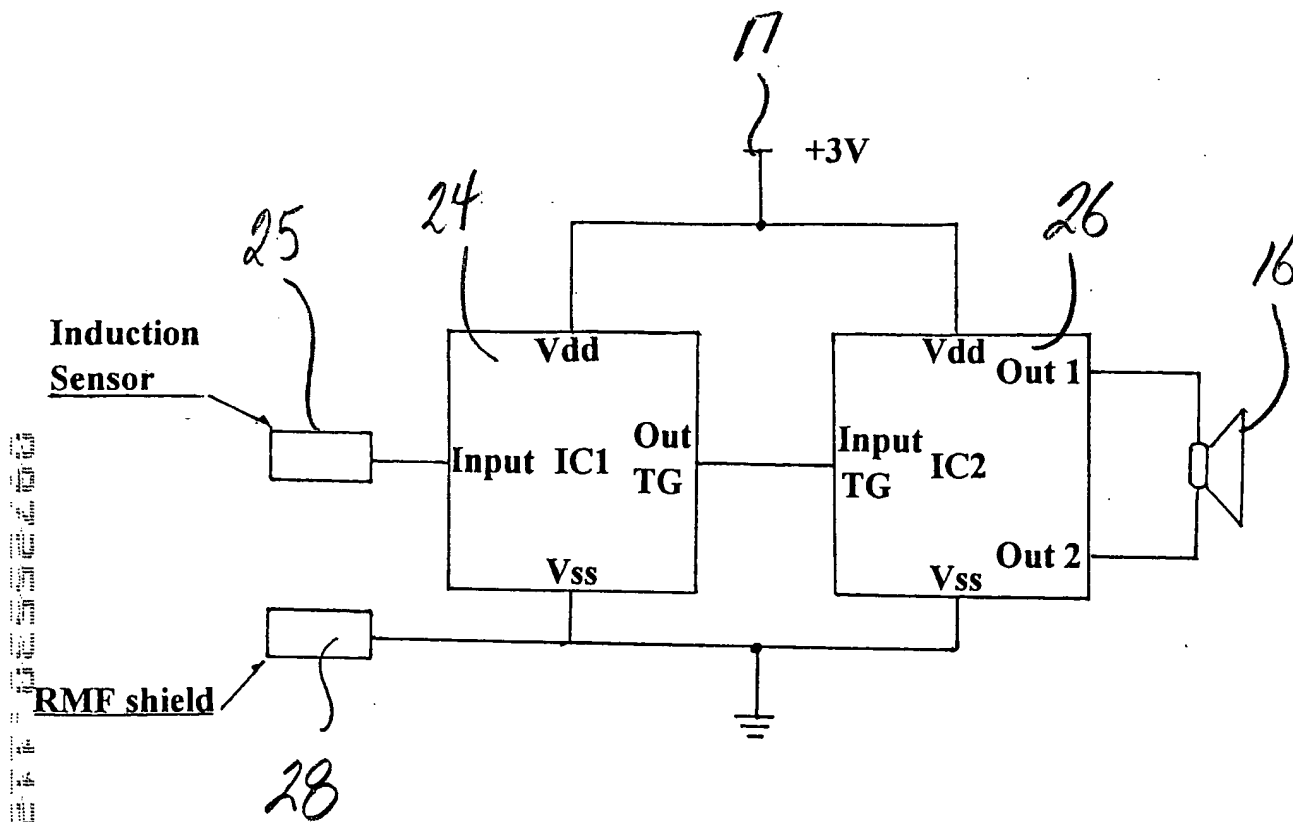 17
+3V
24
26
25
16
Induction
Sensor
Vdd
Vdd
Out 1
Input IC1
Out
TG
Input
TG
IC2
Vss
Out 2
Vss
RMF shield
28